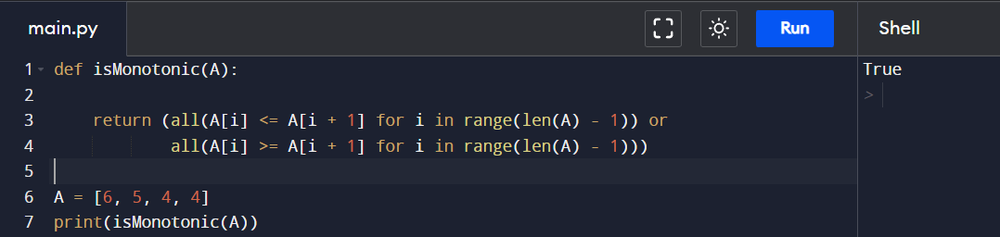 main.py Run Shell
1 def isMonotonic(A): True
2 >
3     return (all(A[i] <= A[i + 1] for i in range(len(A) - 1)) or
4             all(A[i] >= A[i + 1] for i in range(len(A) - 1)))
5
6 A = [6, 5, 4, 4]
7 print(isMonotonic(A))